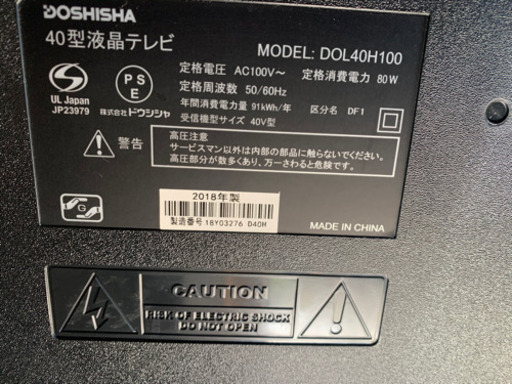 DOSHISHA
40型液晶テレビ
MODEL: DOL40H100
UL Japan
JP23979
PS
E
株式会社ドウシシャ
定格電圧 AC100V～ 定格消費電力 80W
定格周波数 50/60Hz
年間消費電力量 91kWh/年 区分名 DF1
受信機型サイズ 40V型
高圧注意
サービスマン以外は内部の部品に触らないでください。
高圧部分が数多くあり、万一さわると危険です。
G
2018年製
製造番号 18Y03276 D40H
MADE IN CHINA
CAUTION
RISK OF ELECTRIC SHOCK
DO NOT OPEN